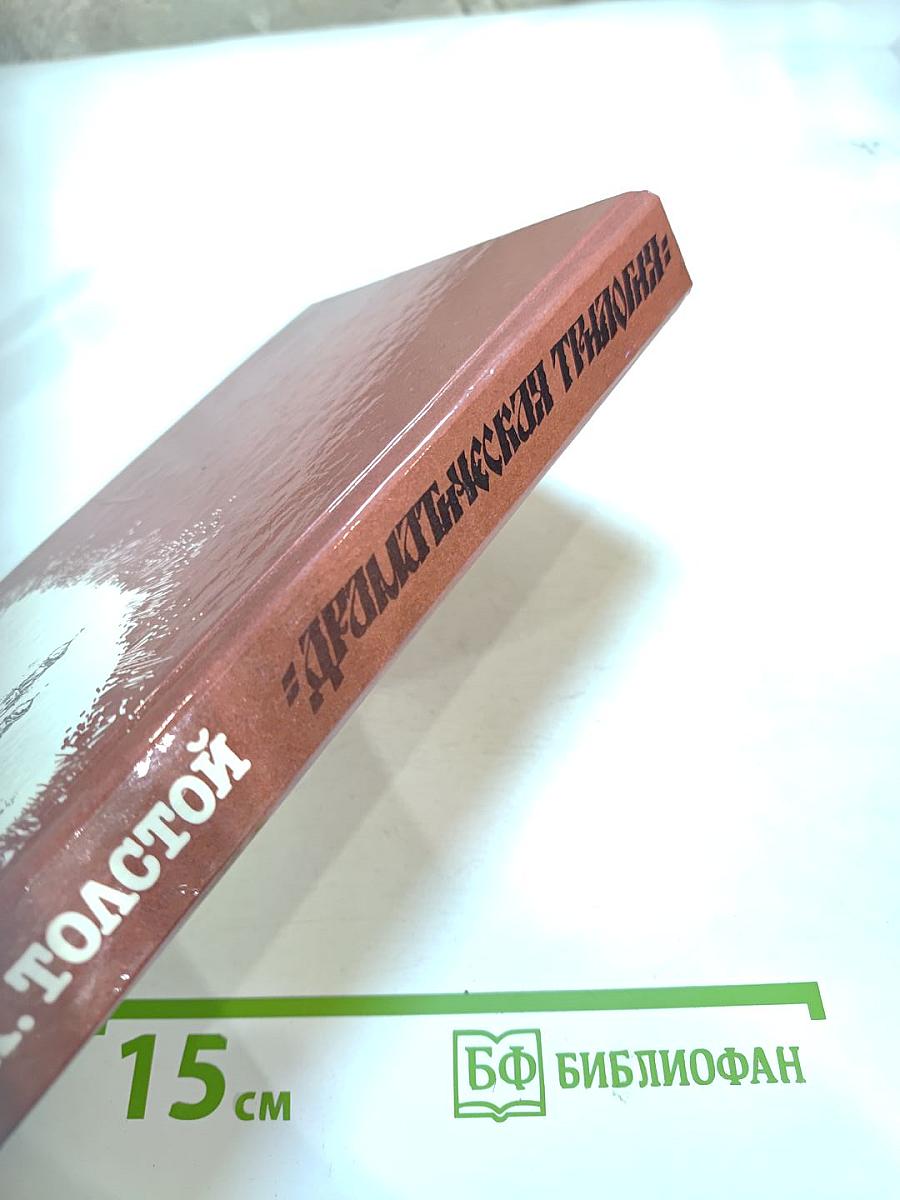 К. ТОЛСТОЙ
=ДРАМАТИЧЕСКАЯ ТРИЛОГИЯ=
15 см
БФ БИБЛИОФАН